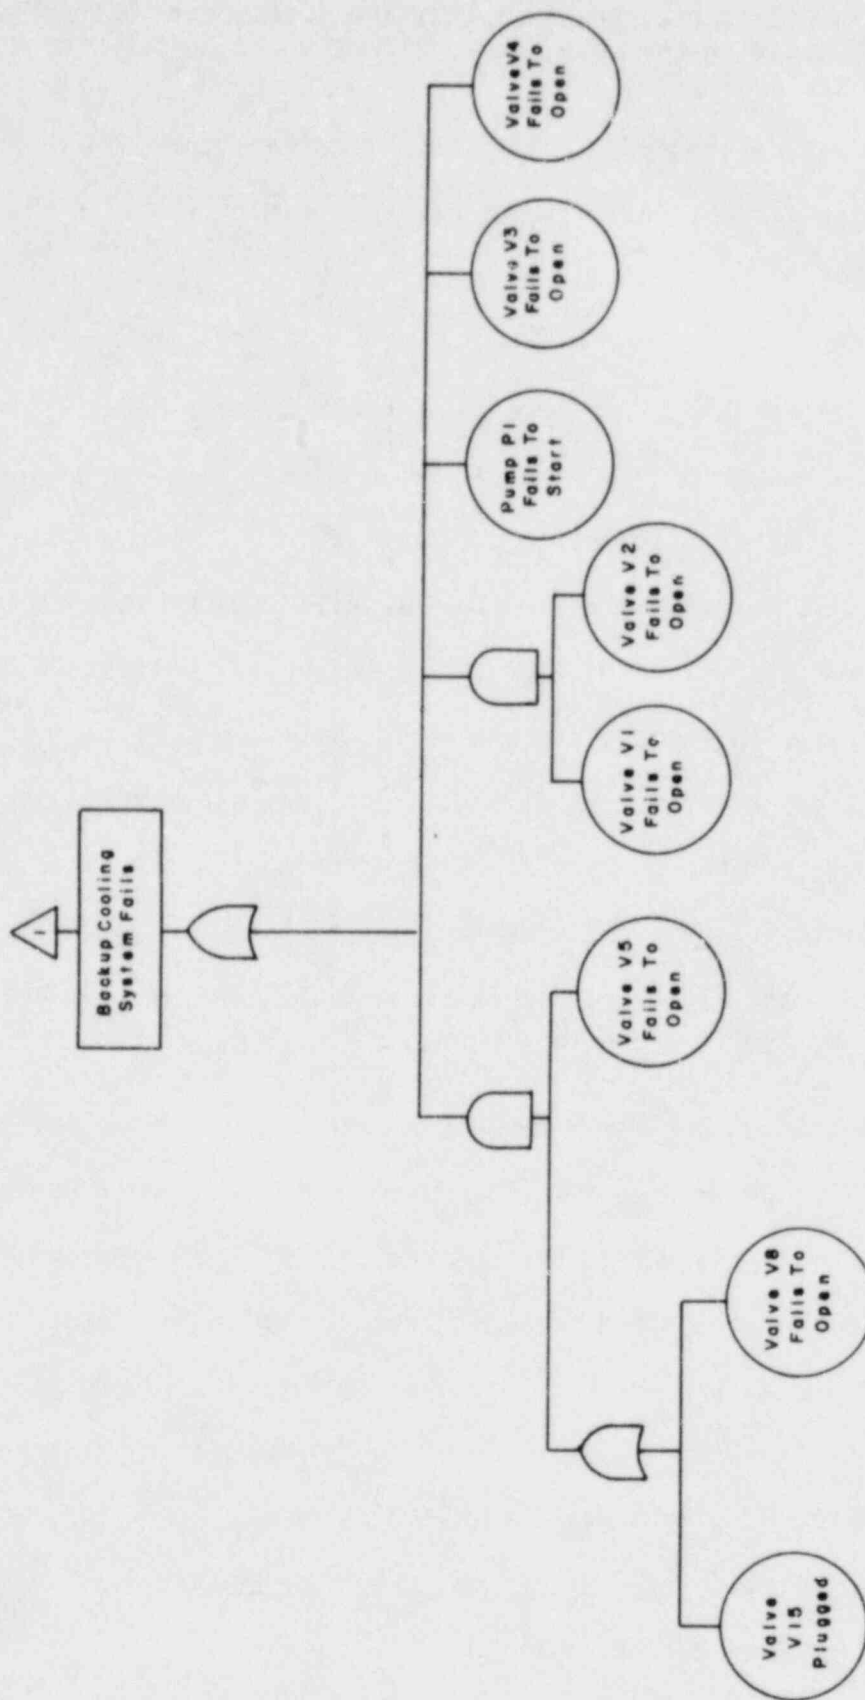 1
Backup Cooling
System Fails
Valve V5
Fails To
Open
Valve V1
Fails To
Open
Valve V2
Fails To
Open
Pump P1
Fails To
Start
Valve V3
Fails To
Open
Valve V4
Fails To
Open
Valve
V15
Plugged
Valve V8
Fails To
Open